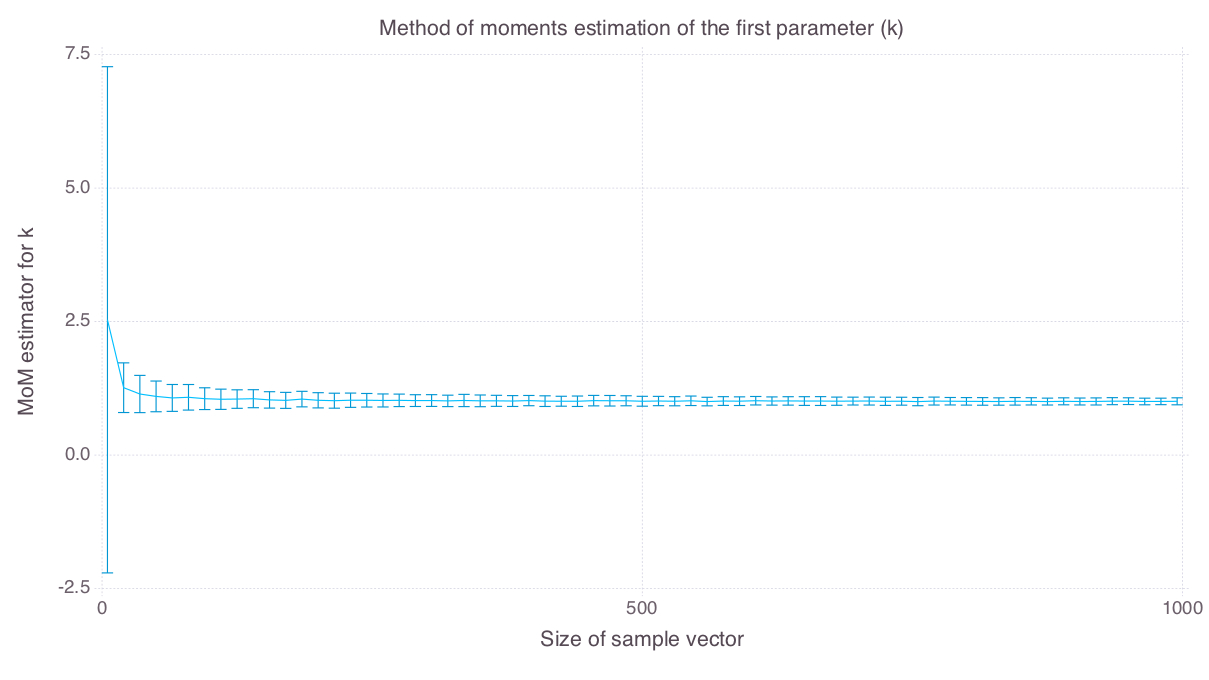 Method of moments estimation of the first parameter (k)
7.5
5.0
2.5
0.0
-2.5
MoM estimator for k
0 500 1000
Size of sample vector